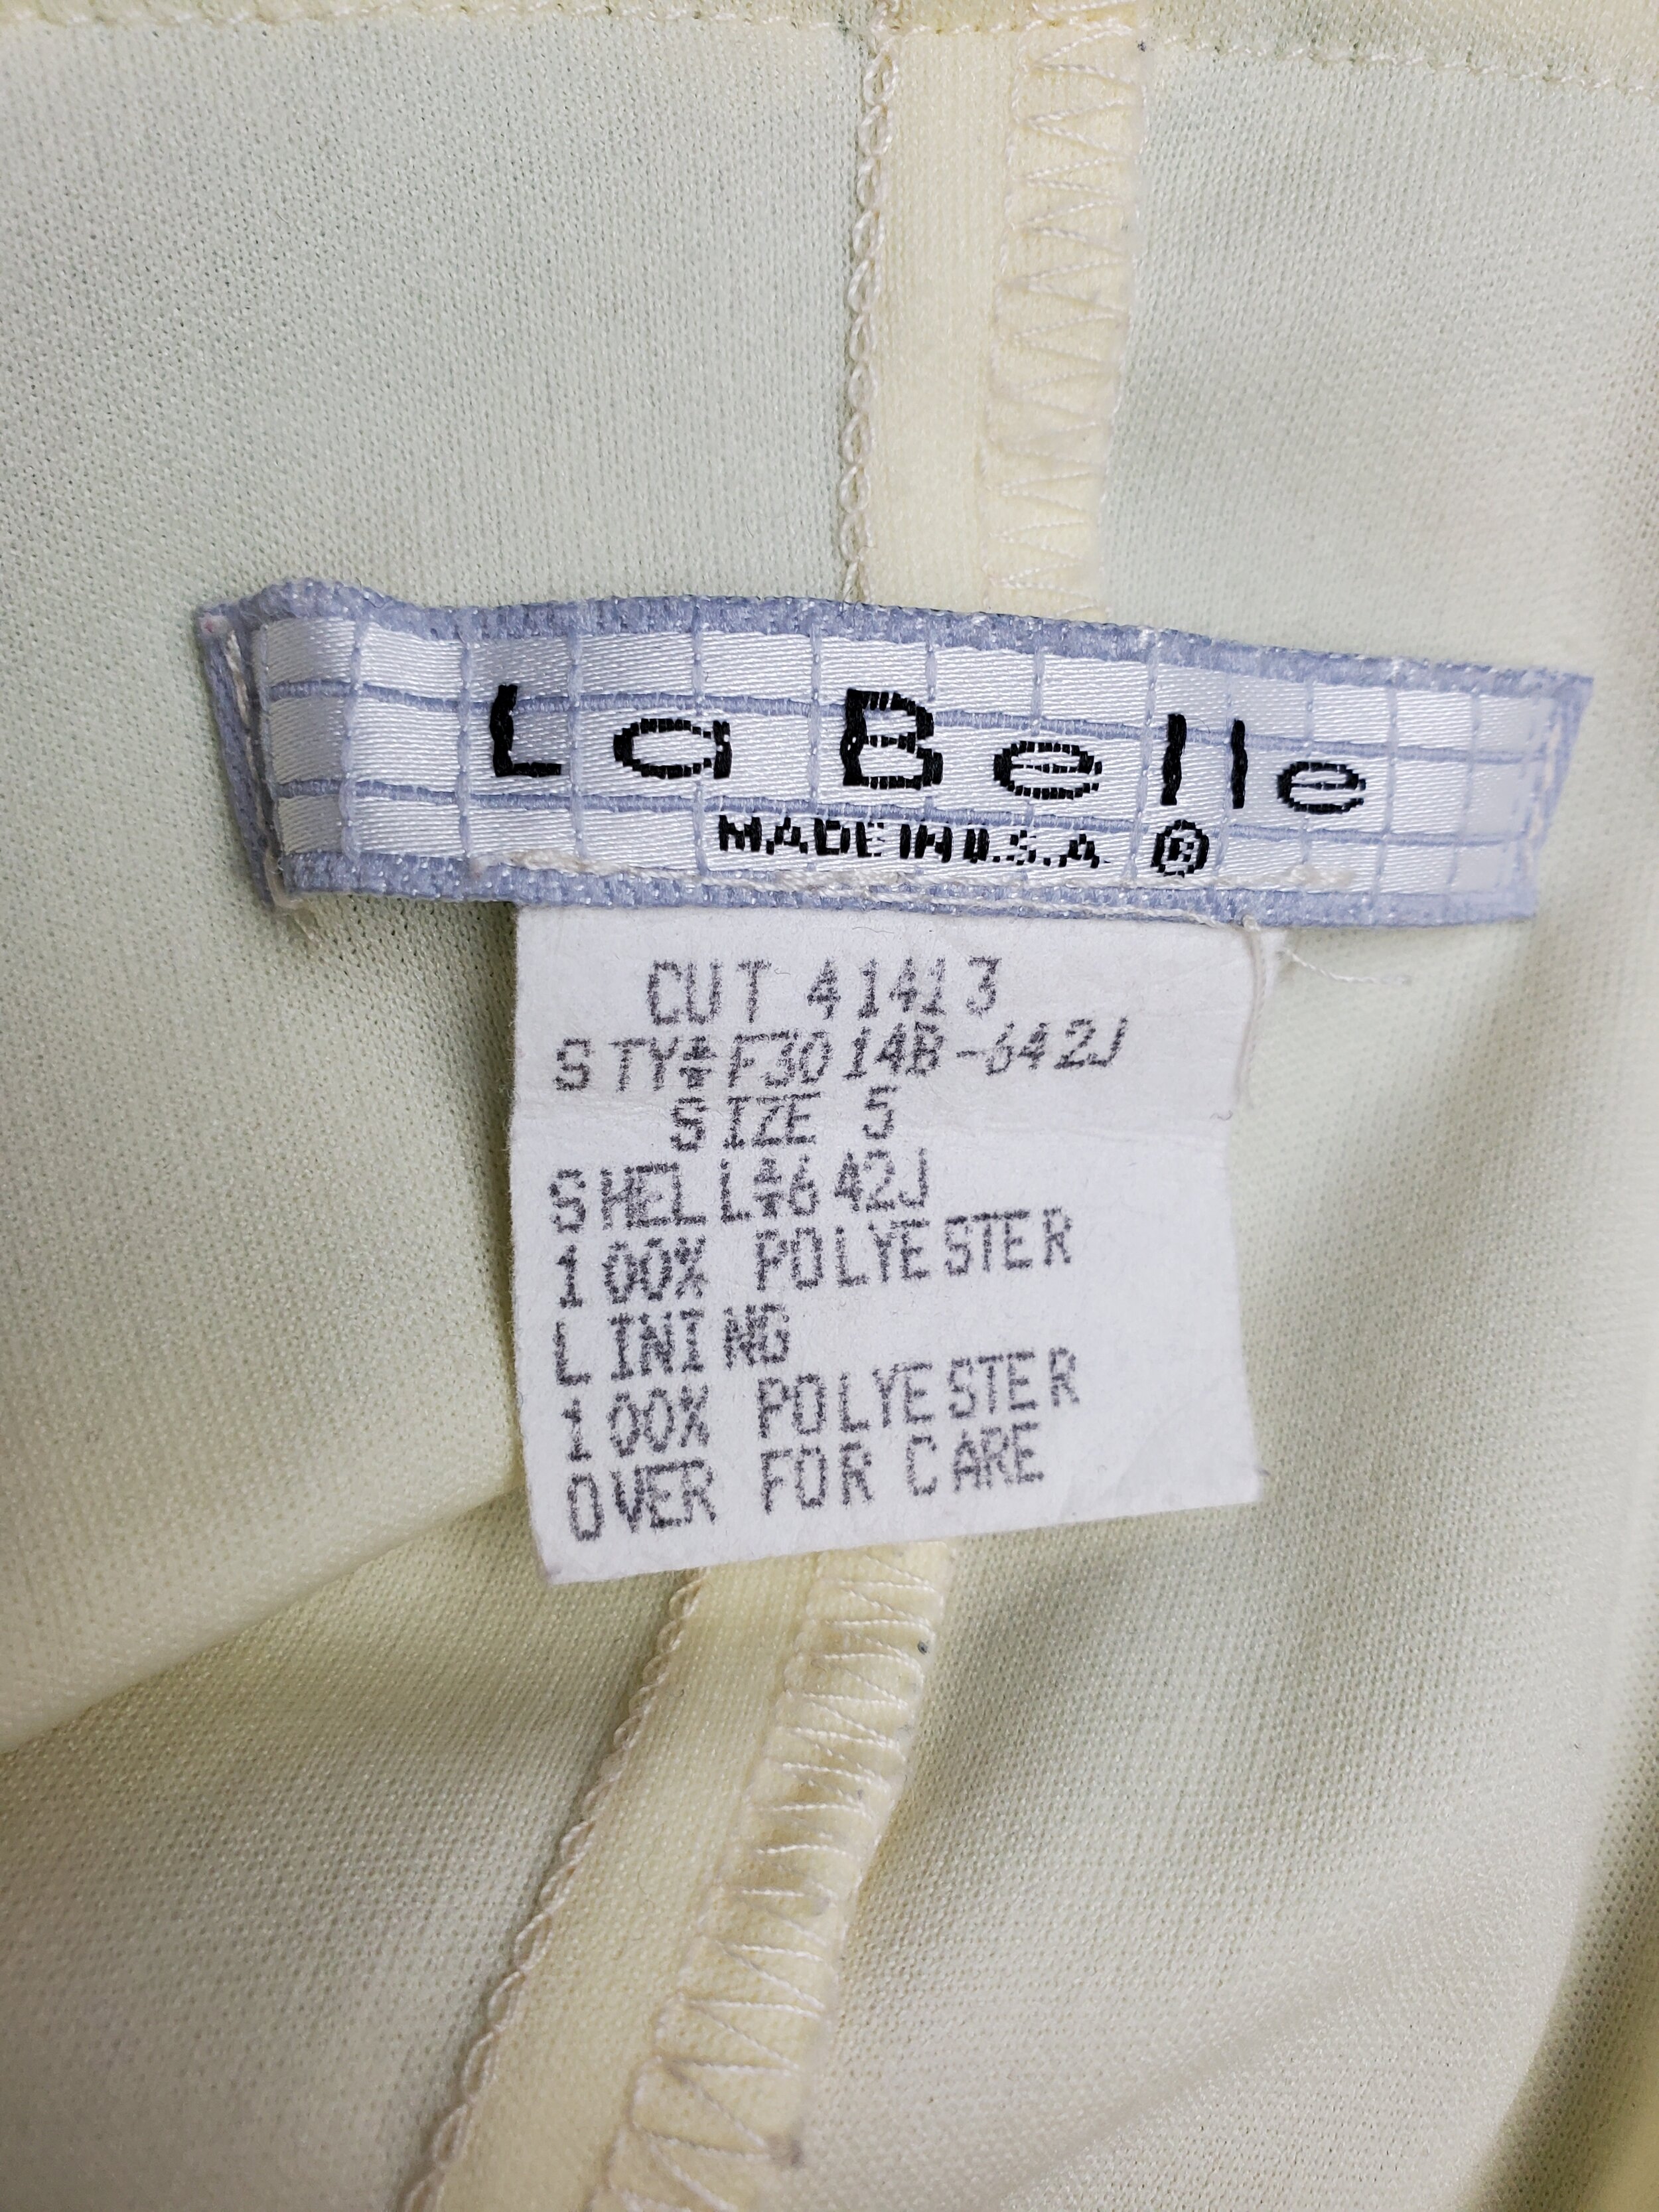 La Belle
MADE IN U.S.A. ®
CUT 41413
STY#F3014B-642J
SIZE 5
SHELL#642J
100% POLYESTER
LINING
100% POLYESTER
OVER FOR CARE